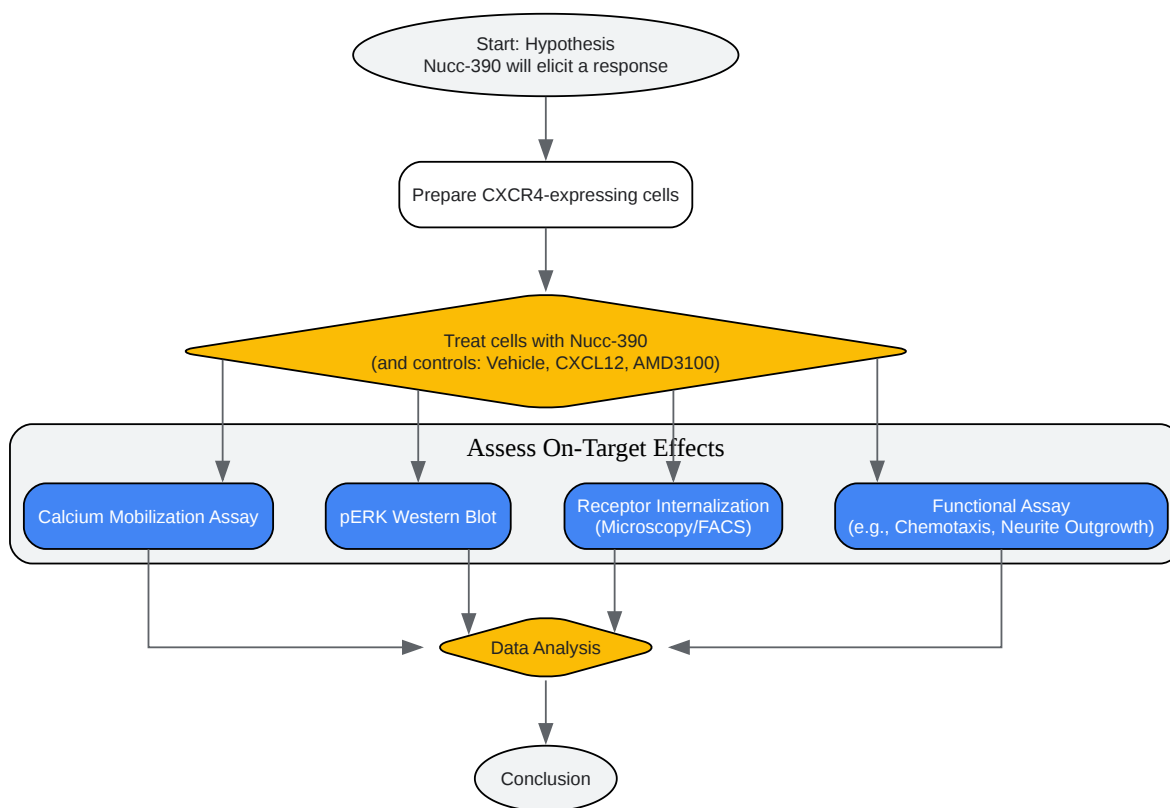 Start: Hypothesis
Nucc-390 will elicit a response
Prepare CXCR4-expressing cells
Treat cells with Nucc-390
(and controls: Vehicle, CXCL12, AMD3100)
Assess On-Target Effects
Calcium Mobilization Assay
pERK Western Blot
Receptor Internalization
(Microscopy/FACS)
Functional Assay
(e.g., Chemotaxis, Neurite Outgrowth)
Data Analysis
Conclusion